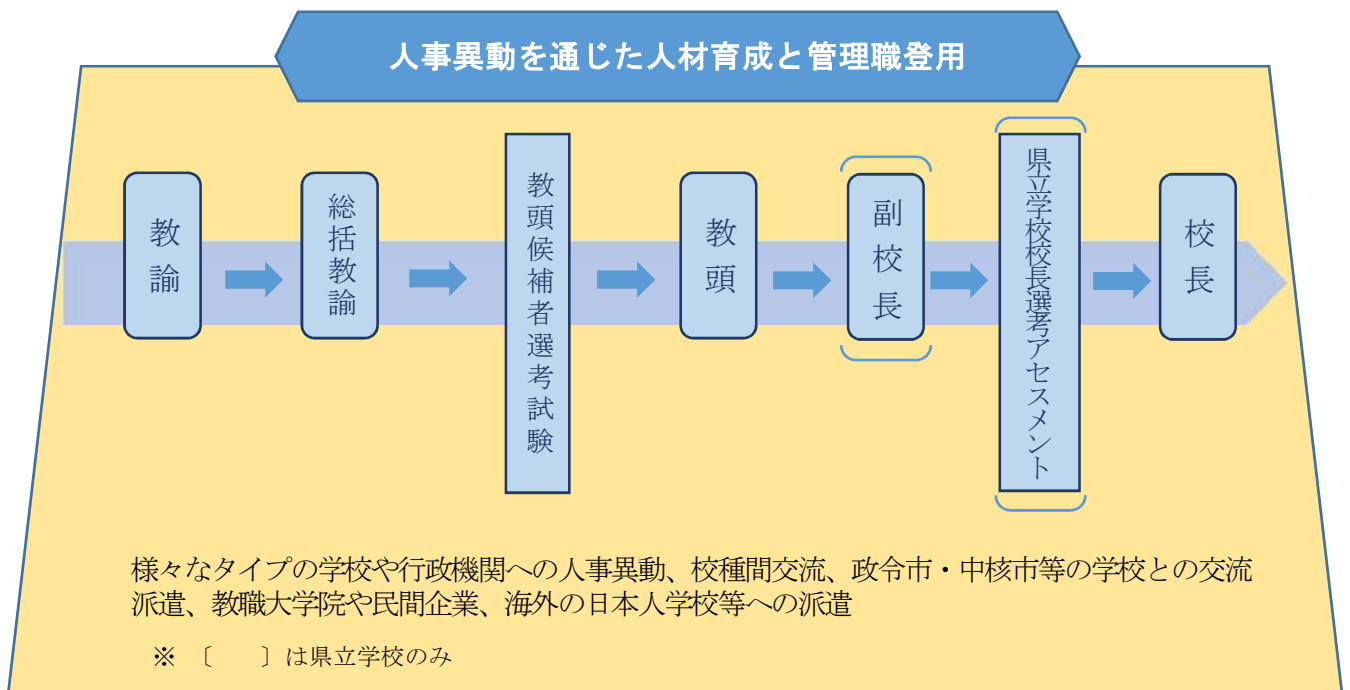 人事異動を通じた人材育成と管理職登用
教諭
総括教諭
教頭候補者選考試験
教頭
副校長
県立学校校長選考アセスメント
校長
様々なタイプの学校や行政機関への人事異動、校種間交流、政令市・中核市等の学校との交流
派遣、教職大学院や民間企業、海外の日本人学校等への派遣
※ 〔　　〕は県立学校のみ